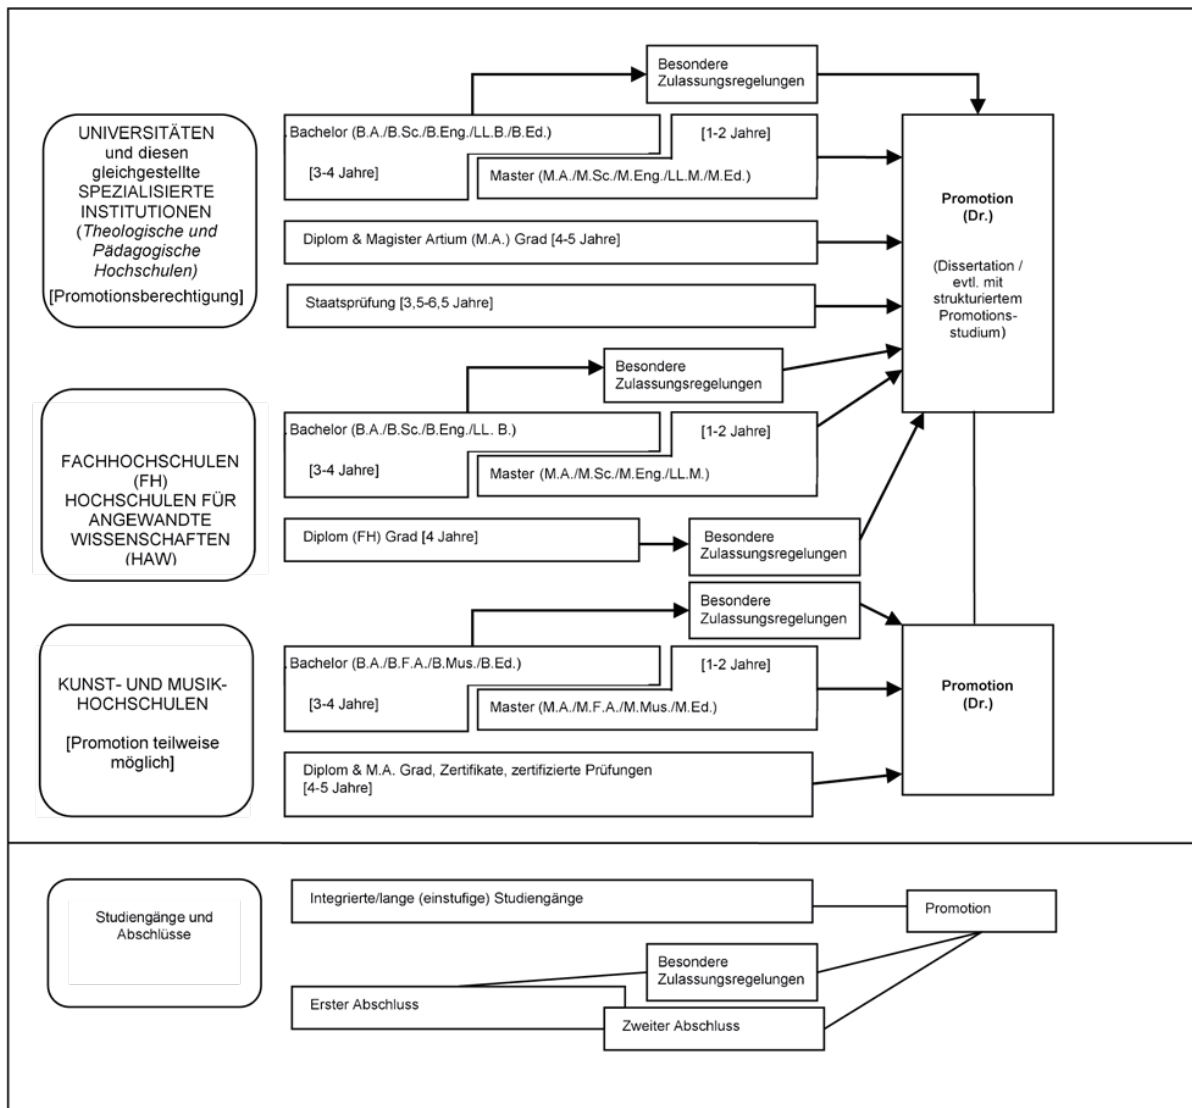 Besondere
Zulassungsregelungen
UNIVERSITÄTEN
und diesen
gleichgestellte
SPEZIALISIERTE
INSTITUTIONEN
(Theologische und
Pädagogische
Hochschulen)
[Promotionsberechtigung]
Bachelor (B.A./B.Sc./B.Eng./LL.B./B.Ed.)
[3-4 Jahre]
[1-2 Jahre]
Master (M.A./M.Sc./M.Eng./LL.M./M.Ed.)
Diplom & Magister Artium (M.A.) Grad [4-5 Jahre]
Staatsprüfung [3,5-6,5 Jahre]
Promotion
(Dr.)
(Dissertation /
evtl. mit
strukturiertem
Promotions-
studium)
Besondere
Zulassungsregelungen
FACHHOCHSCHULEN
(FH)
HOCHSCHULEN FÜR
ANGEWANDTE
WISSENSCHAFTEN
(HAW)
Bachelor (B.A./B.Sc./B.Eng./LL. B.)
[3-4 Jahre]
[1-2 Jahre]
Master (M.A./M.Sc./M.Eng./LL.M.)
Diplom (FH) Grad [4 Jahre]
Besondere
Zulassungsregelungen
Besondere
Zulassungsregelungen
KUNST- UND MUSIK-
HOCHSCHULEN
[Promotion teilweise
möglich]
Bachelor (B.A./B.F.A./B.Mus./B.Ed.)
[3-4 Jahre]
[1-2 Jahre]
Master (M.A./M.F.A./M.Mus./M.Ed.)
Diplom & M.A. Grad, Zertifikate, zertifizierte Prüfungen
[4-5 Jahre]
Promotion
(Dr.)
Studiengänge und
Abschlüsse
Integrierte/lange (einstufige) Studiengänge
Promotion
Besondere
Zulassungsregelungen
Erster Abschluss
Zweiter Abschluss